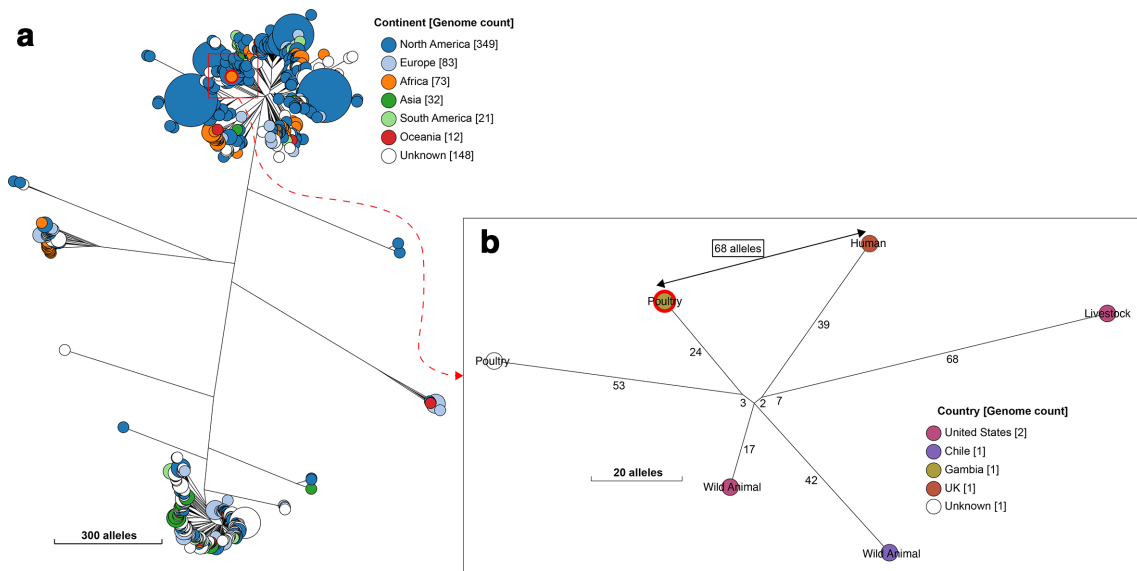 a
Continent [Genome count]
North America [349]
Europe [83]
Africa [73]
Asia [32]
South America [21]
Oceania [12]
Unknown [148]
300 alleles
b
68 alleles
Human
Poultry
Livestock
Poultry
39
24
68
53
3
2
7
17
42
20 alleles
Wild Animal
Wild Animal
Country [Genome count]
United States [2]
Chile [1]
Gambia [1]
UK [1]
Unknown [1]